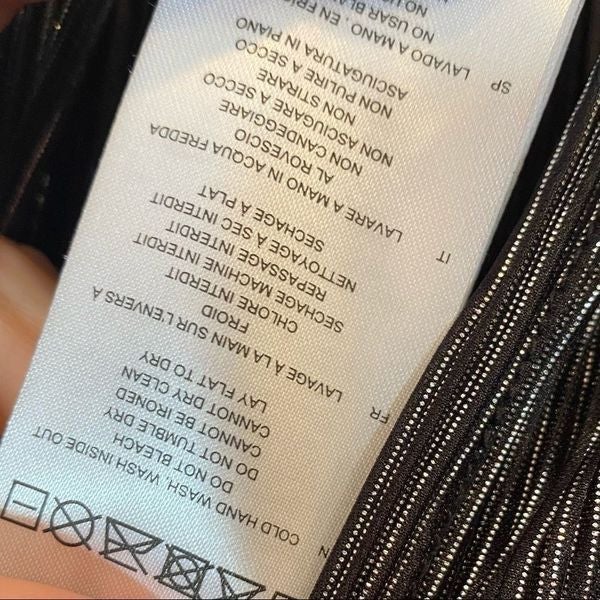 N
COLD HAND WASH. WASH INSIDE OUT
DO NOT BLEACH
DO NOT TUMBLE DRY
CANNOT BE IRONED
CANNOT DRY CLEAN
LAY FLAT TO DRY
FR
LAVAGE À LA MAIN SUR L'ENVERS À
FROID
CHLORE INTERDIT
SECHAGE MACHINE INTERDIT
REPASSAGE INTERDIT
NETTOYAGE À SEC INTERDIT
SECHAGE À PLAT
IT
LAVARE A MANO IN ACQUA FREDDA
AL ROVESCIO
NON CANDEGGIARE
NON ASCIUGARE A SECCO
NON STIRARE
NON PULIRE A SECCO
ASCIUGATURA IN PIANO
SP
LAVADO A MANO. EN FRI
NO USAR BLA